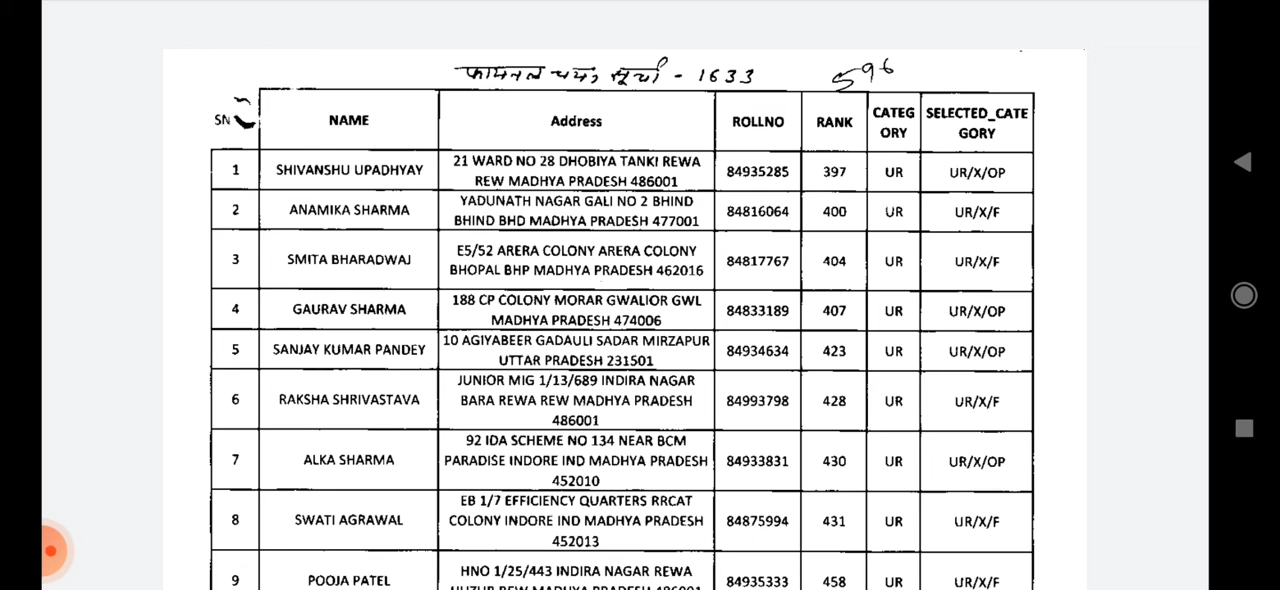 फायनल चयन सूची - 1633 596
SN NAME Address ROLLNO RANK CATEG ORY SELECTED_CATE GORY
1 SHIVANSHU UPADHYAY 21 WARD NO 28 DHOBIYA TANKI REWA REW MADHYA PRADESH 486001 84935285 397 UR UR/X/OP
2 ANAMIKA SHARMA YADUNATH NAGAR GALI NO 2 BHIND BHIND BHD MADHYA PRADESH 477001 84816064 400 UR UR/X/F
3 SMITA BHARADWAJ E5/52 ARERA COLONY ARERA COLONY BHOPAL BHP MADHYA PRADESH 462016 84817767 404 UR UR/X/F
4 GAURAV SHARMA 188 CP COLONY MORAR GWALIOR GWL MADHYA PRADESH 474006 84833189 407 UR UR/X/OP
5 SANJAY KUMAR PANDEY 10 AGIYABEER GADAULI SADAR MIRZAPUR UTTAR PRADESH 231501 84934634 423 UR UR/X/OP
6 RAKSHA SHRIVASTAVA JUNIOR MIG 1/13/689 INDIRA NAGAR BARA REWA REW MADHYA PRADESH 486001 84993798 428 UR UR/X/F
7 ALKA SHARMA 92 IDA SCHEME NO 134 NEAR BCM PARADISE INDORE IND MADHYA PRADESH 452010 84933831 430 UR UR/X/OP
8 SWATI AGRAWAL EB 1/7 EFFICIENCY QUARTERS RRCAT COLONY INDORE IND MADHYA PRADESH 452013 84875994 431 UR UR/X/F
9 POOJA PATEL HNO 1/25/443 INDIRA NAGAR REWA 84935333 458 UR UR/X/F